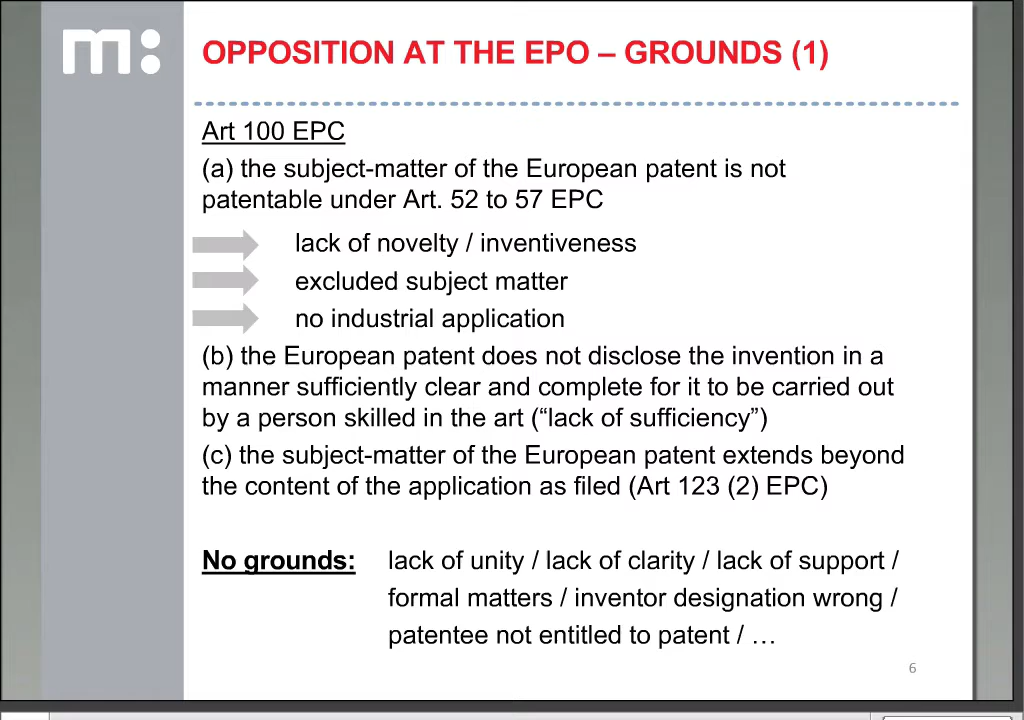 m:
OPPOSITION AT THE EPO – GROUNDS (1)
Art 100 EPC
(a) the subject-matter of the European patent is not
patentable under Art. 52 to 57 EPC
lack of novelty / inventiveness
excluded subject matter
no industrial application
(b) the European patent does not disclose the invention in a
manner sufficiently clear and complete for it to be carried out
by a person skilled in the art (“lack of sufficiency”)
(c) the subject-matter of the European patent extends beyond
the content of the application as filed (Art 123 (2) EPC)
No grounds: lack of unity / lack of clarity / lack of support /
formal matters / inventor designation wrong /
patentee not entitled to patent / …
6